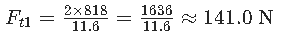 F_{t1} = \frac{2×818}{11.6} = \frac{1636}{11.6} ≈ 141.0 N